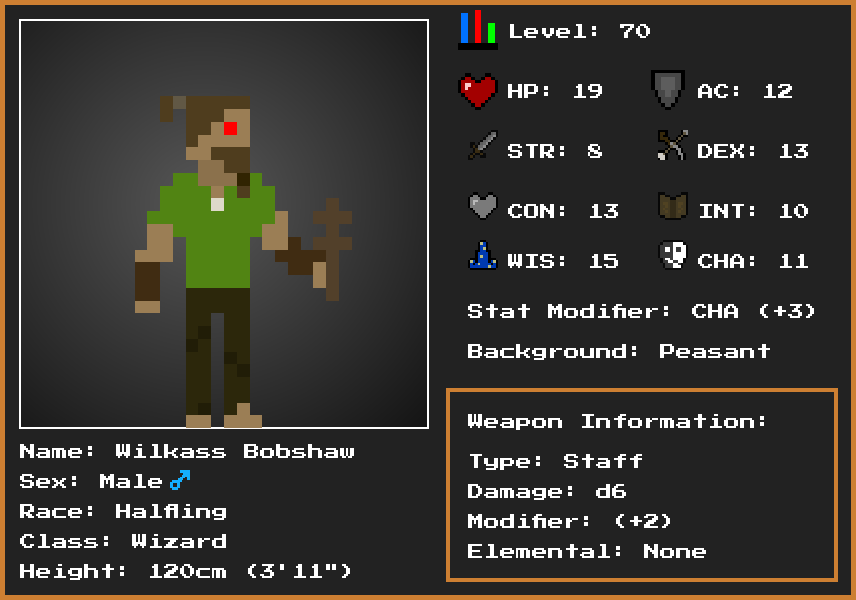 Level: 70
HP: 19 AC: 12
STR: 8 DEX: 13
CON: 13 INT: 10
WIS: 15 CHA: 11
Stat Modifier: CHA (+3)
Background: Peasant
Weapon Information:
Type: Staff
Damage: d6
Modifier: (+2)
Elemental: None
Name: Wilkass Bobshaw
Sex: Male ♂
Race: Halfling
Class: Wizard
Height: 120cm (3'11")